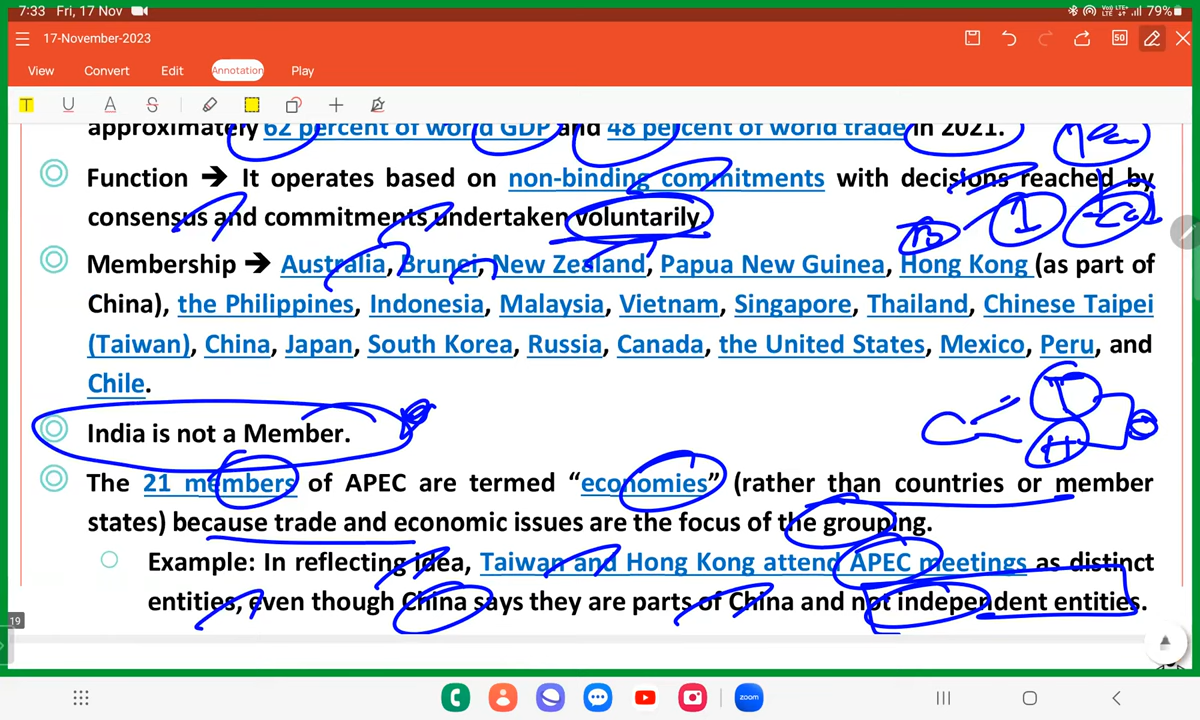 7:33 Fri, 17 Nov
79%
17-November-2023
50
View Convert Edit Annotation Play
T U A S
approximately 62 percent of world GDP and 48 percent of world trade in 2021.
Function → It operates based on non-binding commitments with decisions reached by
consensus and commitments undertaken voluntarily.
Membership → Australia, Brunei, New Zealand, Papua New Guinea, Hong Kong (as part of
China), the Philippines, Indonesia, Malaysia, Vietnam, Singapore, Thailand, Chinese Taipei
(Taiwan), China, Japan, South Korea, Russia, Canada, the United States, Mexico, Peru, and
Chile.
India is not a Member.
The 21 members of APEC are termed “economies” (rather than countries or member
states) because trade and economic issues are the focus of the grouping.
Example: In reflecting idea, Taiwan and Hong Kong attend APEC meetings as distinct
entities, even though China says they are parts of China and not independent entities.
19
zoom